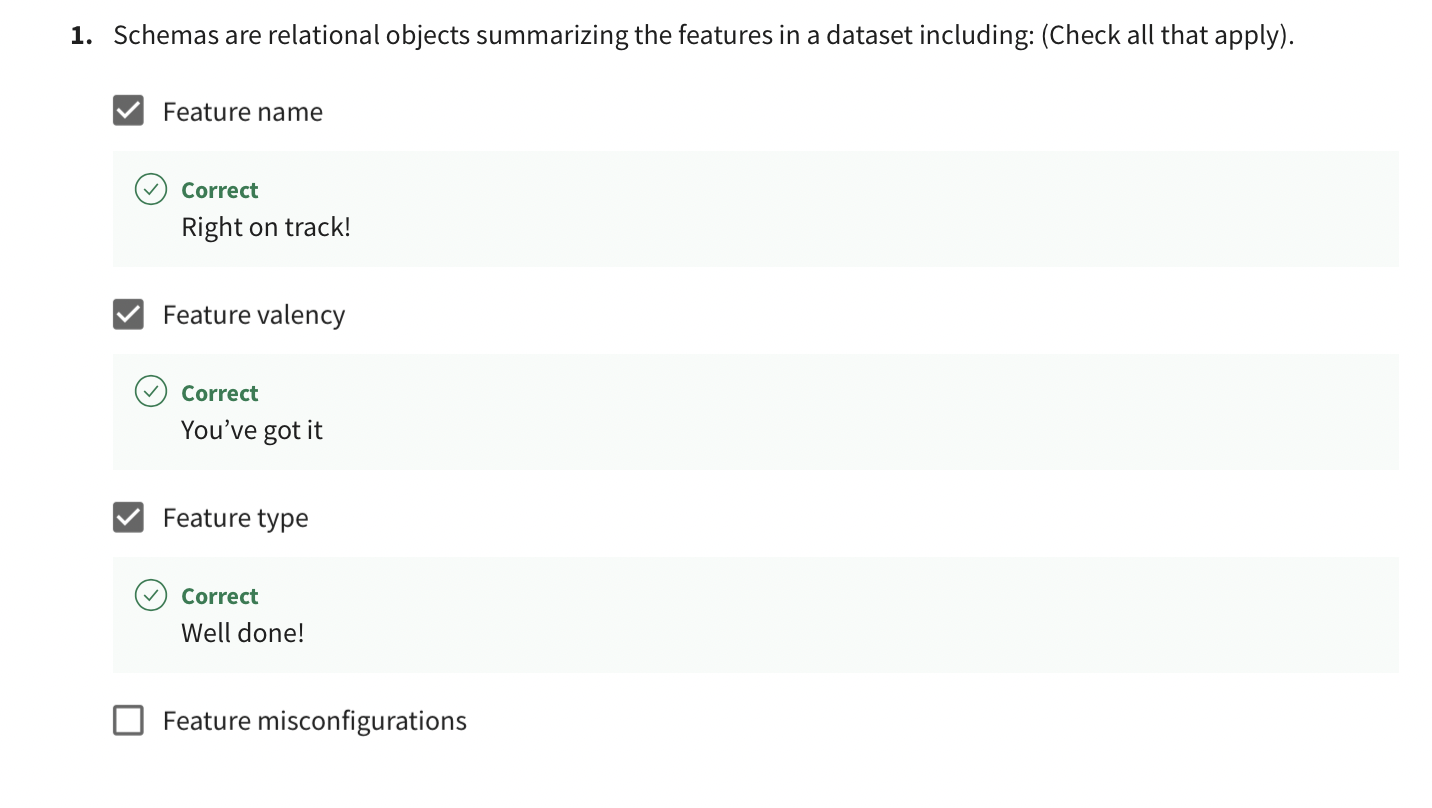 1. Schemas are relational objects summarizing the features in a dataset including: (Check all that apply).
Feature name
Correct
Right on track!
Feature valency
Correct
You’ve got it
Feature type
Correct
Well done!
Feature misconfigurations